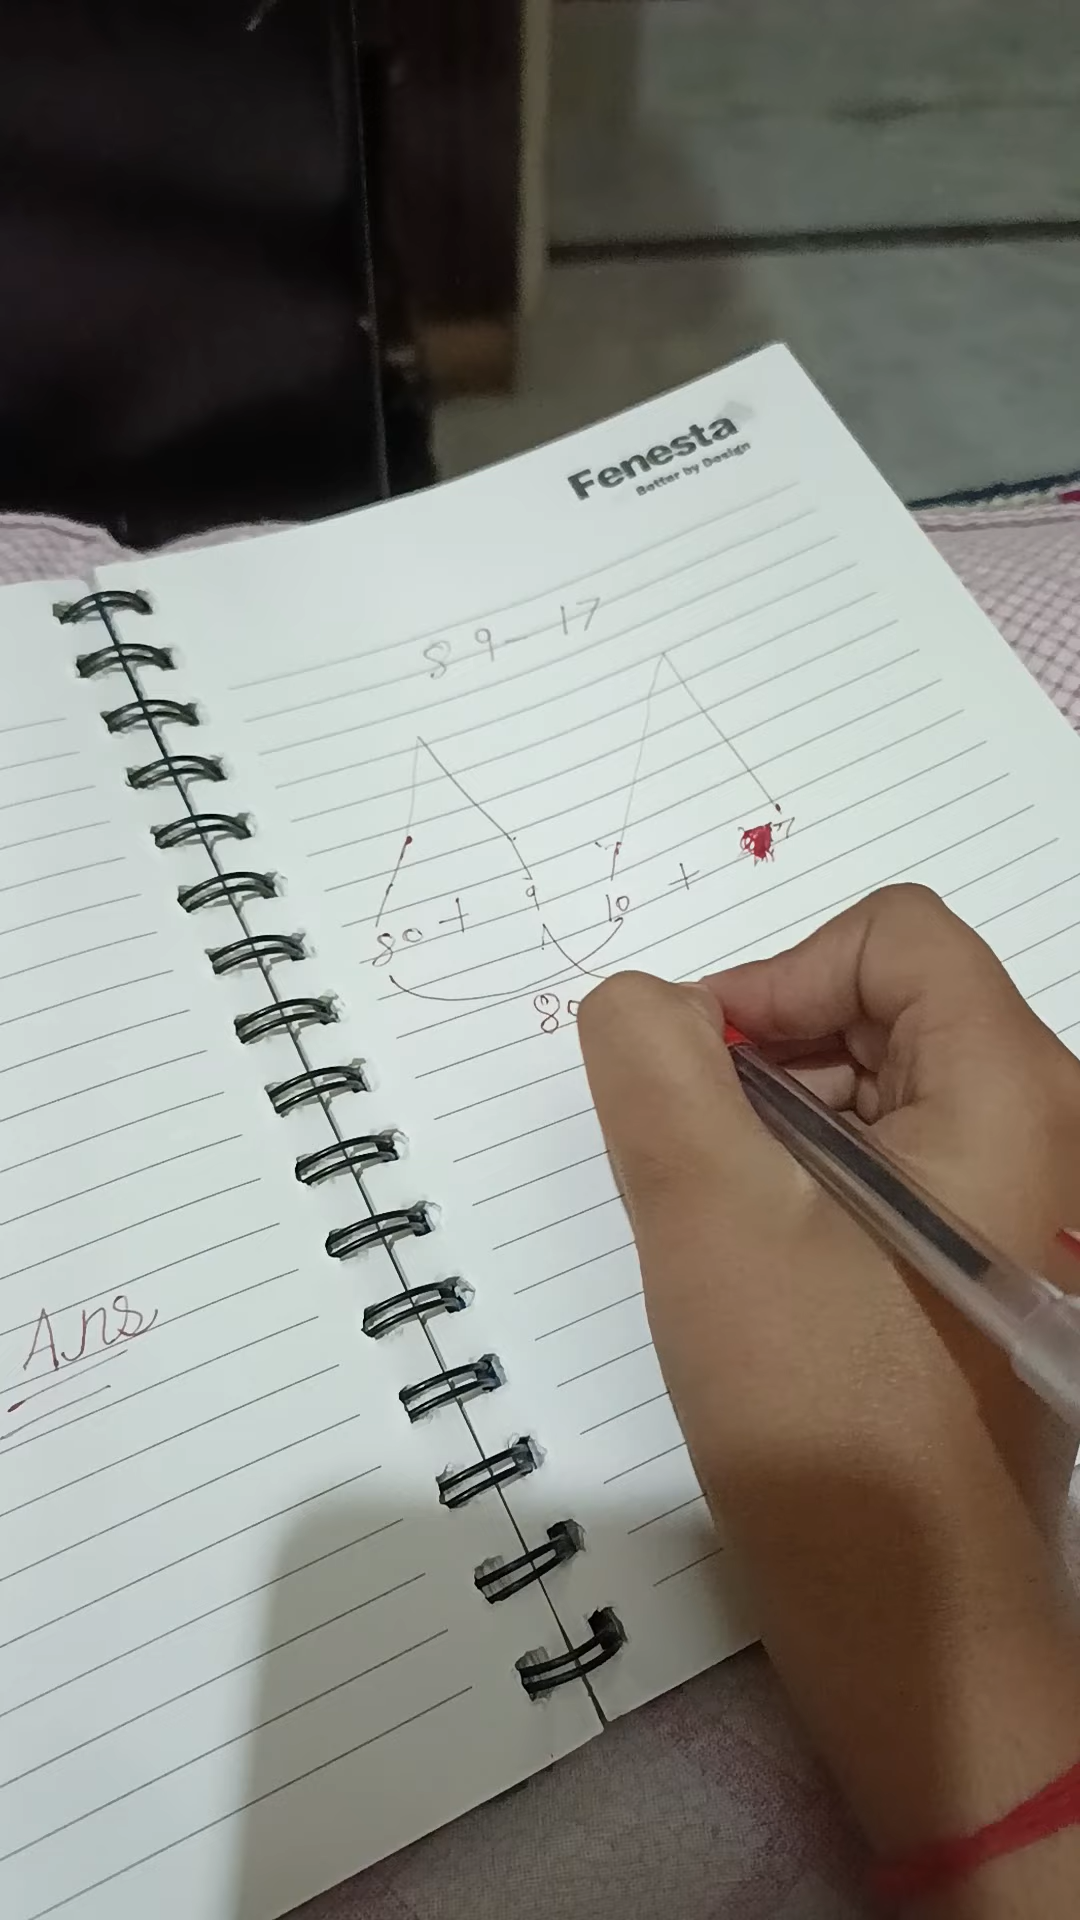 Fenesta
Better by Design
89-17
80 + 9 10 + 7
80
Ans